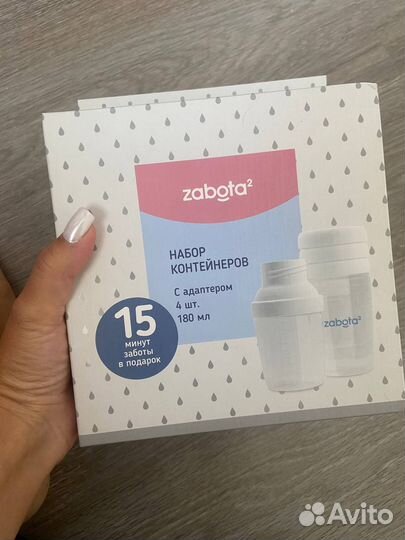 zabota²
НАБОР
КОНТЕЙНЕРОВ
С адаптером
4 шт.
180 мл
15
минут
заботы
в подарок
zabota²
Avito